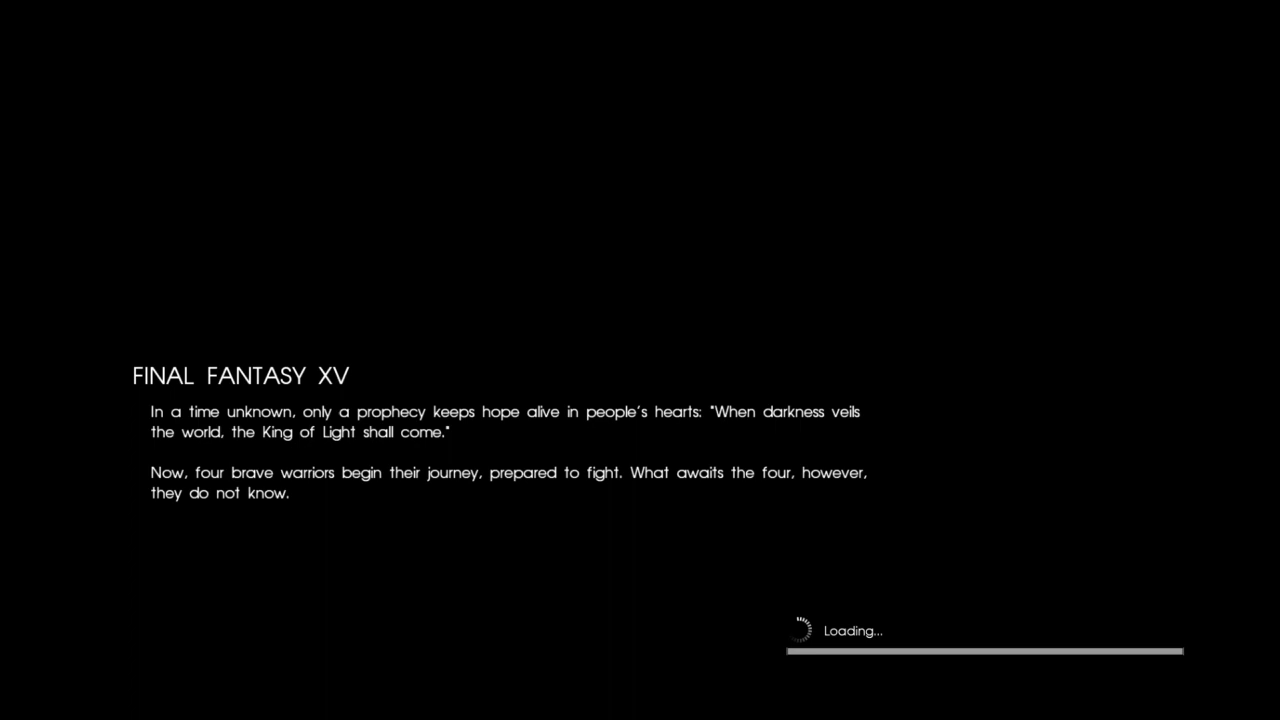 FINAL FANTASY XV
In a time unknown, only a prophecy keeps hope alive in people's hearts: "When darkness veils
the world, the King of Light shall come."
Now, four brave warriors begin their journey, prepared to fight. What awaits the four, however,
they do not know.
Loading...